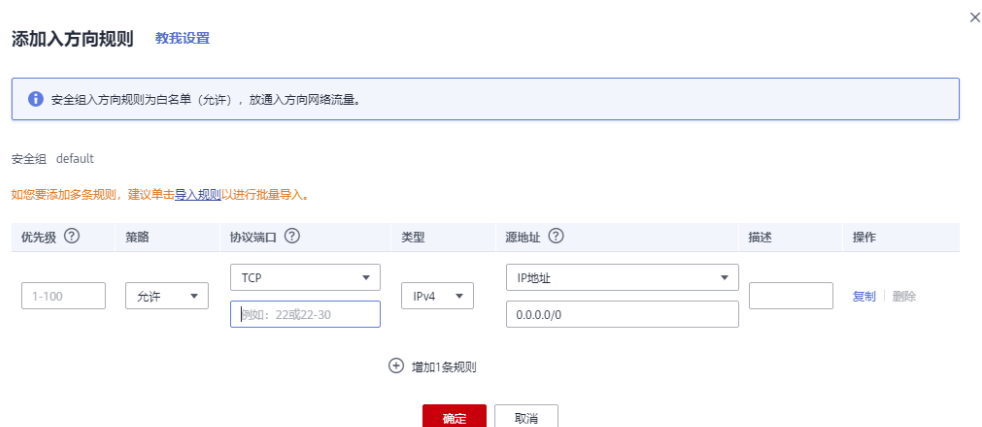 添加入方向规则 教我设置
安全组入方向规则为白名单（允许），放通入方向网络流量。
安全组 default
如您要添加多条规则，建议单击导入规则以进行批量导入。
优先级 策略 协议端口 类型 源地址 描述 操作
TCP IP地址
1-100 允许 IPv4 复制 删除
例如：22或22-30 0.0.0.0/0
增加1条规则
确定 取消